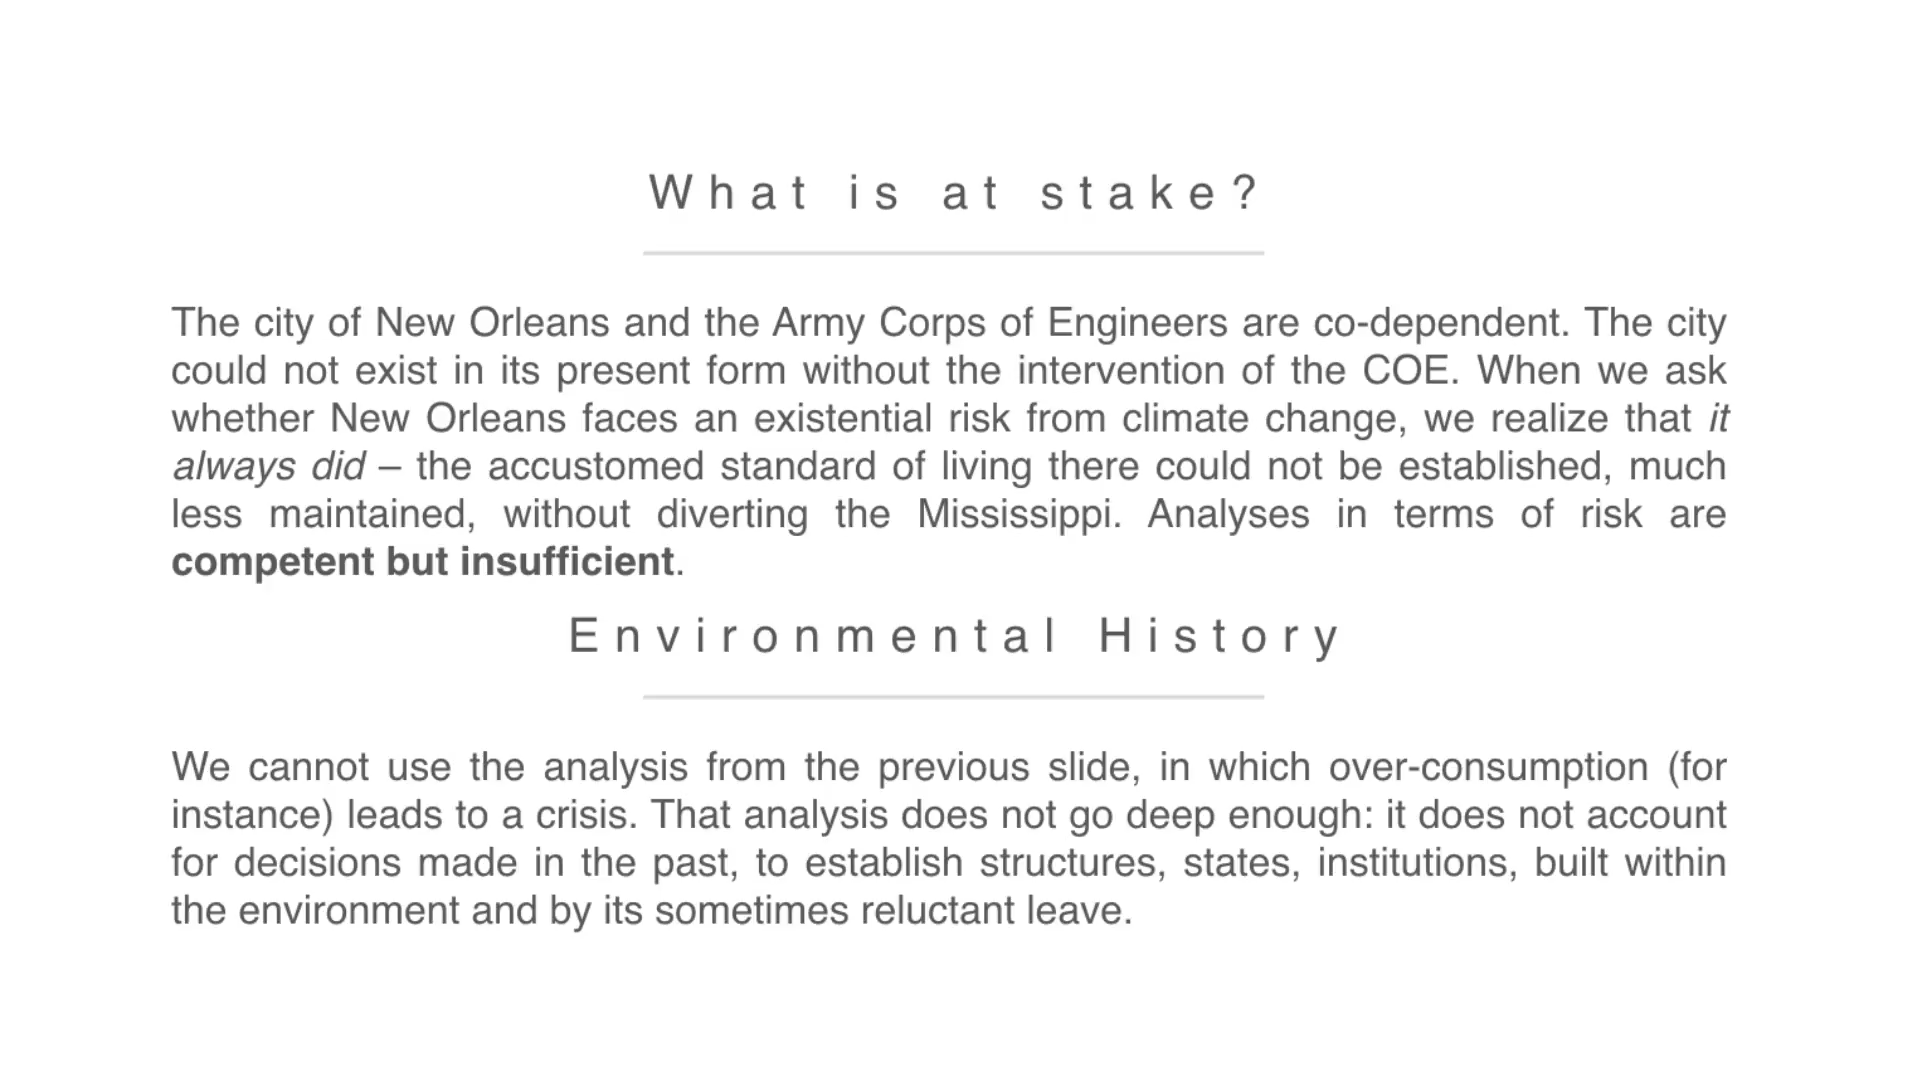 What is at stake?
The city of New Orleans and the Army Corps of Engineers are co-dependent. The city
could not exist in its present form without the intervention of the COE. When we ask
whether New Orleans faces an existential risk from climate change, we realize that it
always did – the accustomed standard of living there could not be established, much
less maintained, without diverting the Mississippi. Analyses in terms of risk are
competent but insufficient.
Environmental History
We cannot use the analysis from the previous slide, in which over-consumption (for
instance) leads to a crisis. That analysis does not go deep enough: it does not account
for decisions made in the past, to establish structures, states, institutions, built within
the environment and by its sometimes reluctant leave.